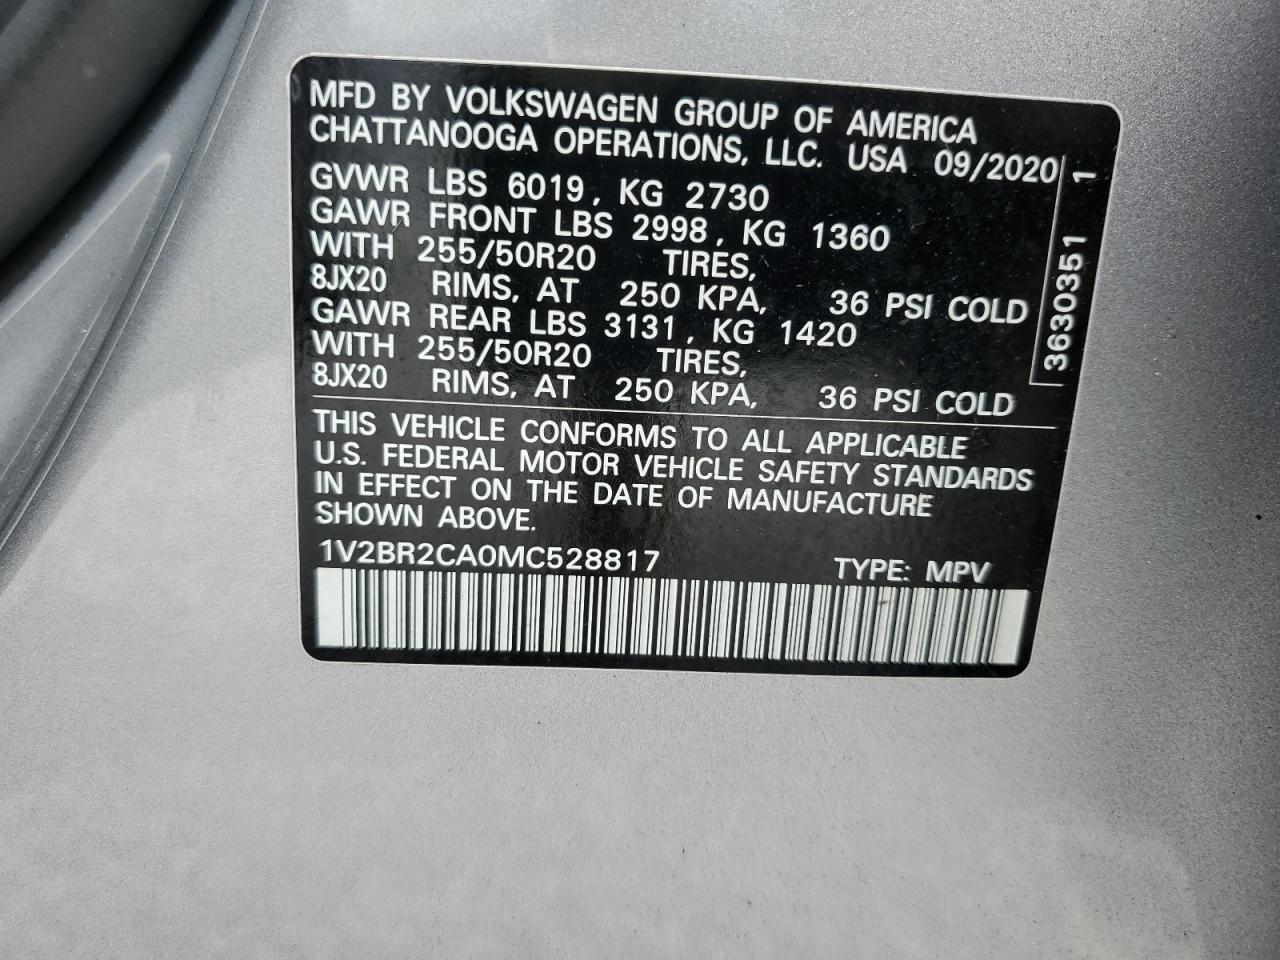 MFD BY VOLKSWAGEN GROUP OF AMERICA
CHATTANOOGA OPERATIONS, LLC. USA 09/2020
GVWR LBS 6019, KG 2730
GAWR FRONT LBS 2998, KG 1360
WITH 255/50R20 TIRES,
8JX20 RIMS, AT 250 KPA, 36 PSI COLD
GAWR REAR LBS 3131, KG 1420
WITH 255/50R20 TIRES,
8JX20 RIMS, AT 250 KPA, 36 PSI COLD
3630351 1
THIS VEHICLE CONFORMS TO ALL APPLICABLE
U.S. FEDERAL MOTOR VEHICLE SAFETY STANDARDS
IN EFFECT ON THE DATE OF MANUFACTURE
SHOWN ABOVE.
1V2BR2CA0MC528817 TYPE: MPV